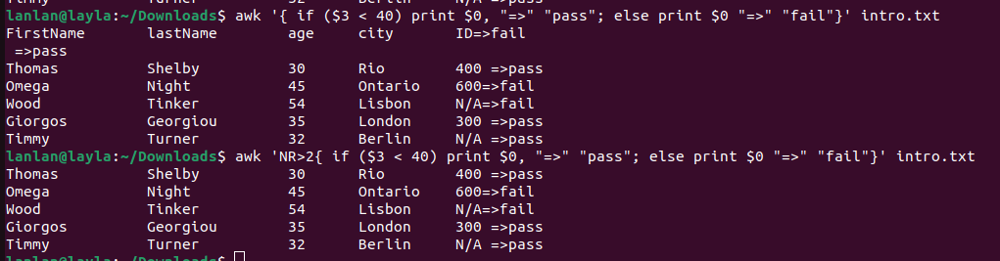 Timmy Turner 32 Berlin N/A =>pass
lanlan@layla:~/Downloads$ awk '{ if ($3 < 40) print $0, "=>" "pass"; else print $0 "=>" "fail"}' intro.txt
FirstName lastName age city ID=>fail
=>pass
Thomas Shelby 30 Rio 400 =>pass
Omega Night 45 Ontario 600=>fail
Wood Tinker 54 Lisbon N/A=>fail
Giorgos Georgiou 35 London 300 =>pass
Timmy Turner 32 Berlin N/A =>pass
lanlan@layla:~/Downloads$ awk 'NR>2{ if ($3 < 40) print $0, "=>" "pass"; else print $0 "=>" "fail"}' intro.txt
Thomas Shelby 30 Rio 400 =>pass
Omega Night 45 Ontario 600=>fail
Wood Tinker 54 Lisbon N/A=>fail
Giorgos Georgiou 35 London 300 =>pass
Timmy Turner 32 Berlin N/A =>pass
lanlan@layla:~/Downloads$